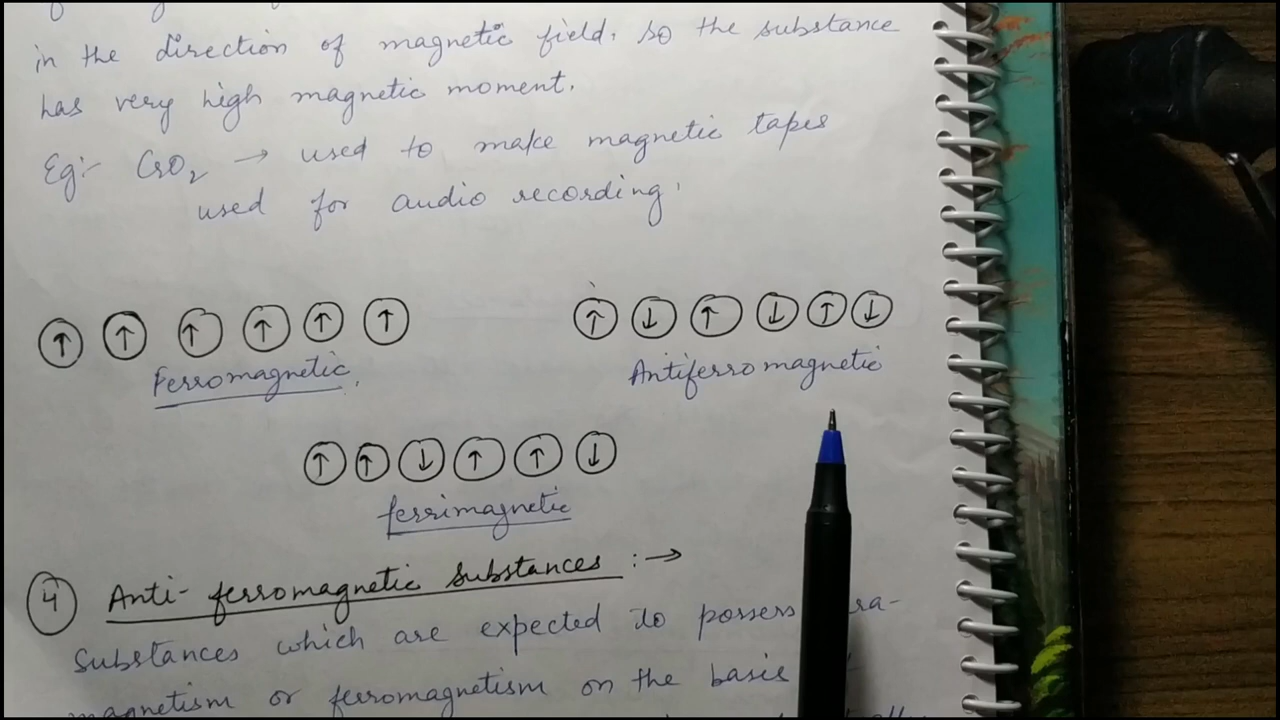 in the direction of magnetic field. so the substance
has very high magnetic moment.
Eg:- CrO₂ → used to make magnetic tapes
used for audio recording.
↑ ↑ ↑ ↑ ↑ ↑
Ferromagnetic.
↑ ↓ ↑ ↓ ↑ ↓
Antiferromagnetic
↑ ↑ ↓ ↑ ↑ ↓
ferrimagnetic
4 Anti-ferromagnetic Substances :→
Substances which are expected to possess ra-
magnetism or ferromagnetism on the basis